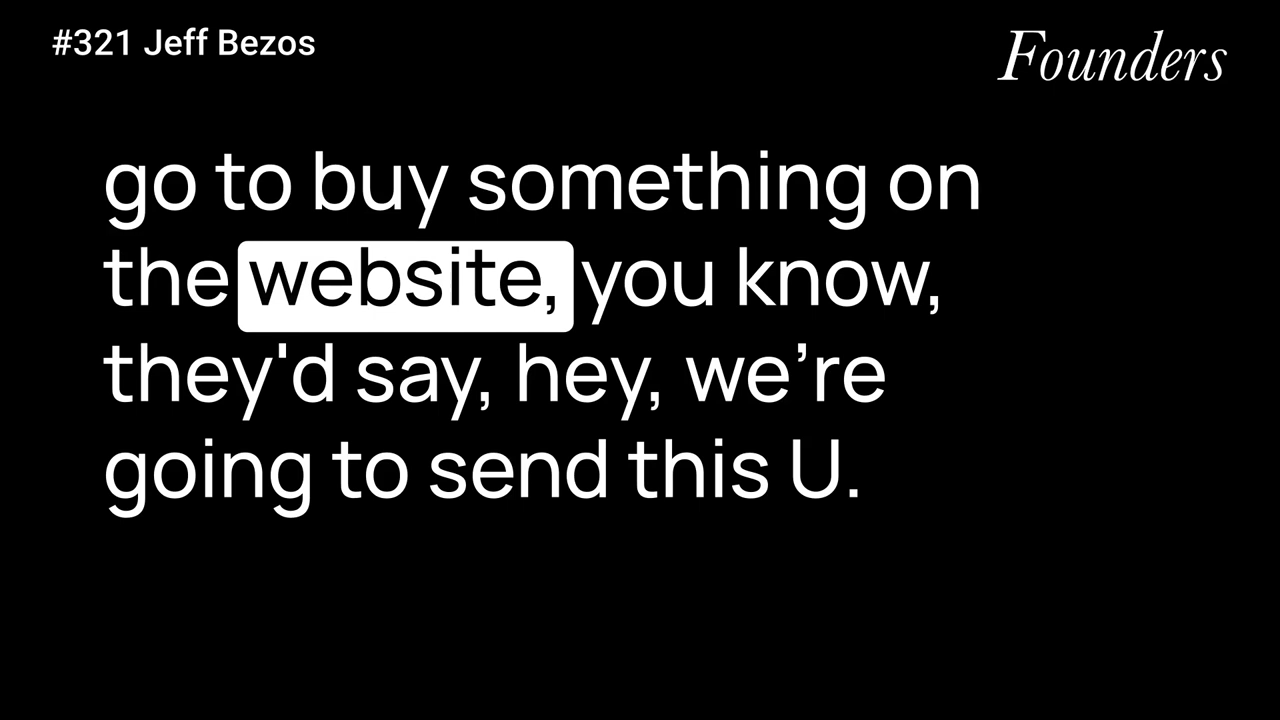 #321 Jeff Bezos
Founders
go to buy something on
the website, you know,
they'd say, hey, we’re
going to send this U.